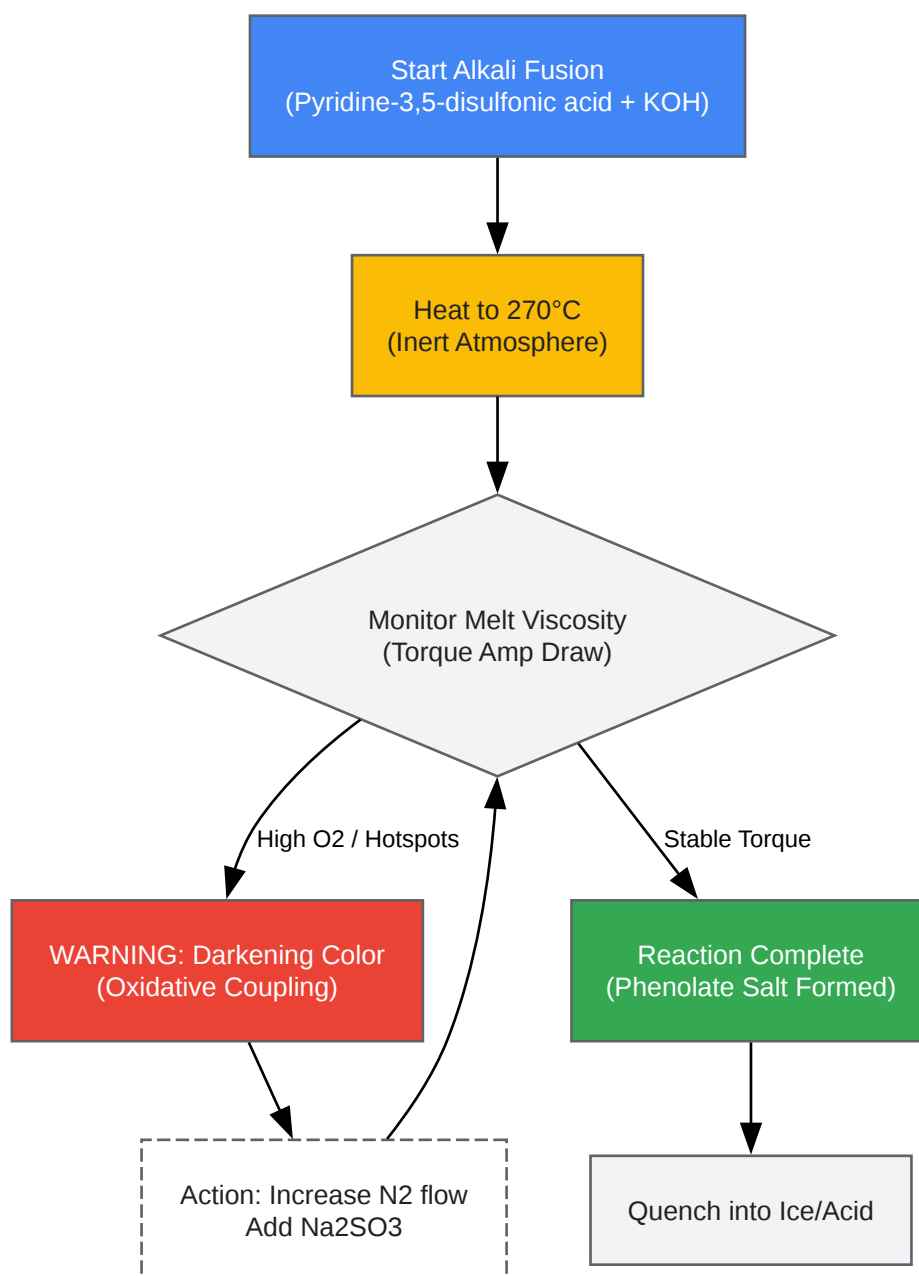 Start Alkali Fusion
(Pyridine-3,5-disulfonic acid + KOH)
Heat to 270°C
(Inert Atmosphere)
Monitor Melt Viscosity
(Torque Amp Draw)
High O2 / Hotspots
Stable Torque
WARNING: Darkening Color
(Oxidative Coupling)
Reaction Complete
(Phenolate Salt Formed)
Action: Increase N2 flow
Add Na2SO3
Quench into Ice/Acid